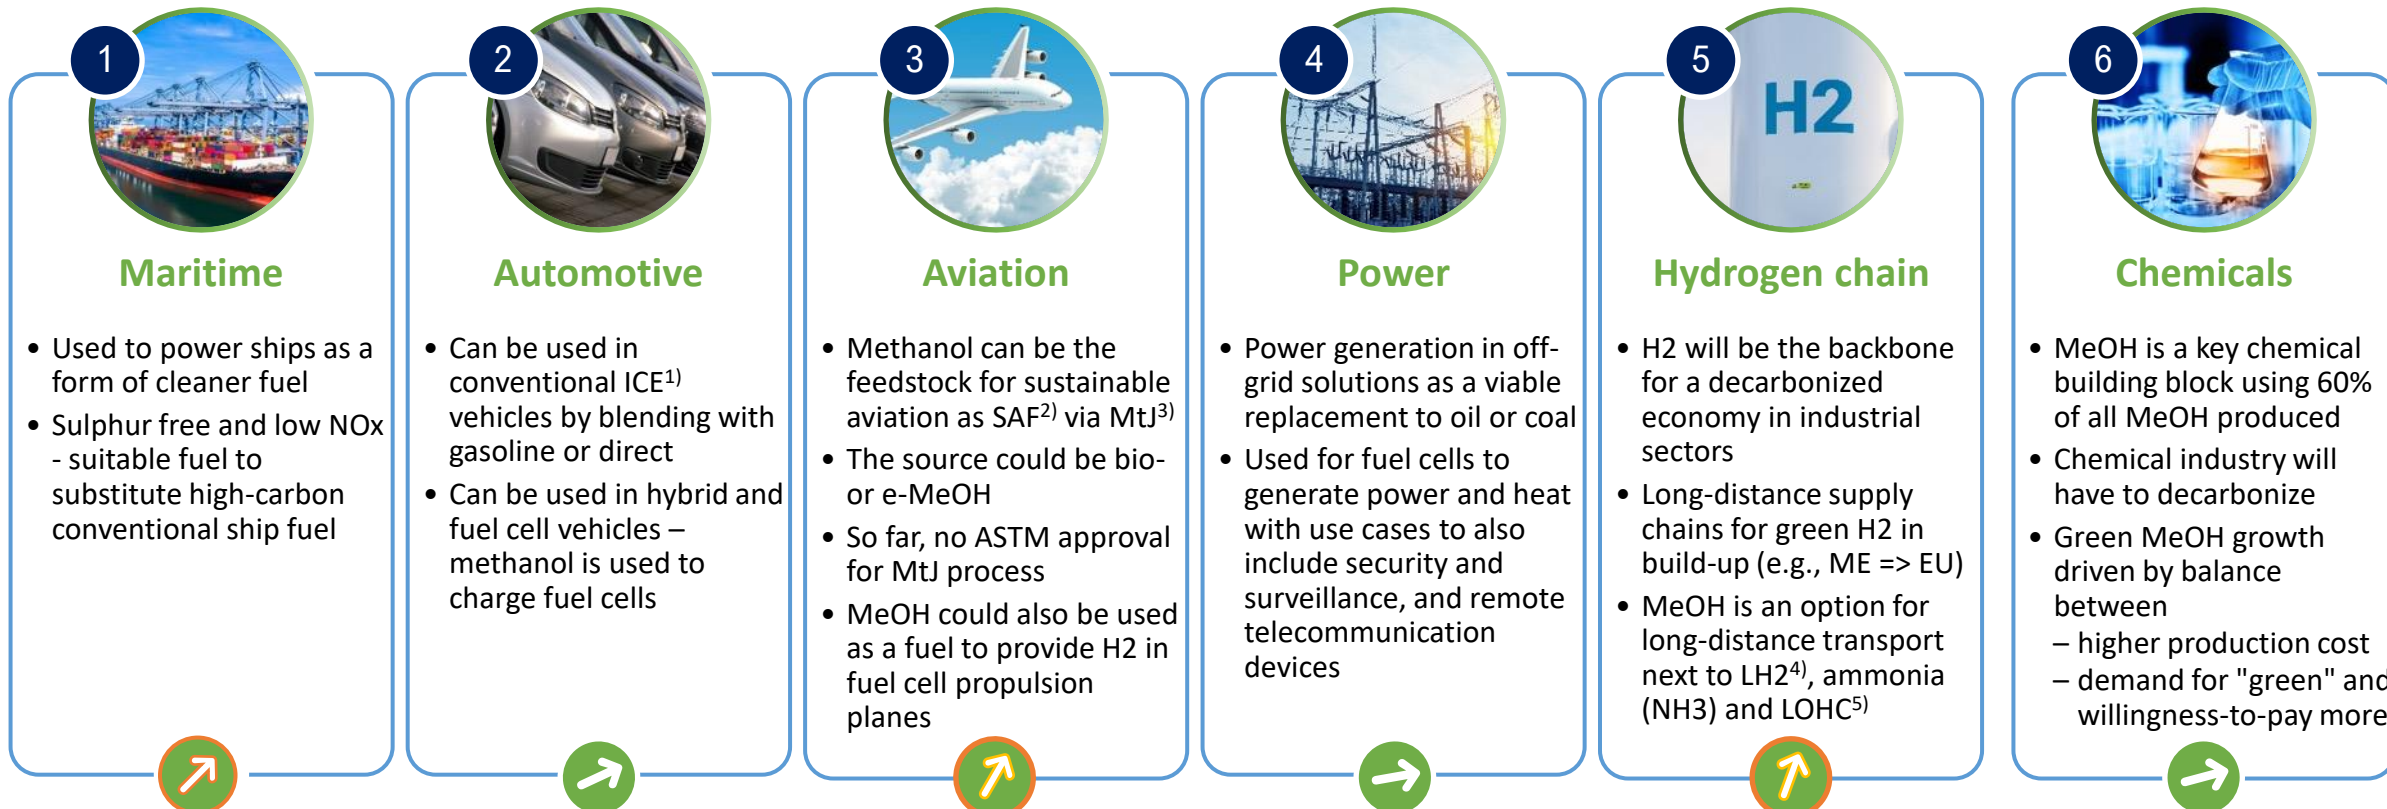 1
Maritime
• Used to power ships as a
form of cleaner fuel
• Sulphur free and low NOx
- suitable fuel to
substitute high-carbon
conventional ship fuel
2
Automotive
• Can be used in
conventional ICE1)
vehicles by blending with
gasoline or direct
• Can be used in hybrid and
fuel cell vehicles –
methanol is used to
charge fuel cells
3
Aviation
• Methanol can be the
feedstock for sustainable
aviation as SAF2) via MtJ3)
• The source could be bio-
or e-MeOH
• So far, no ASTM approval
for MtJ process
• MeOH could also be used
as a fuel to provide H2 in
fuel cell propulsion
planes
4
Power
• Power generation in off-
grid solutions as a viable
replacement to oil or coal
• Used for fuel cells to
generate power and heat
with use cases to also
include security and
surveillance, and remote
telecommunication
devices
5
H2
Hydrogen chain
• H2 will be the backbone
for a decarbonized
economy in industrial
sectors
• Long-distance supply
chains for green H2 in
build-up (e.g., ME => EU)
• MeOH is an option for
long-distance transport
next to LH24), ammonia
(NH3) and LOHC5)
6
Chemicals
• MeOH is a key chemical
building block using 60%
of all MeOH produced
• Chemical industry will
have to decarbonize
• Green MeOH growth
driven by balance
between
– higher production cost
– demand for "green" and
willingness-to-pay more